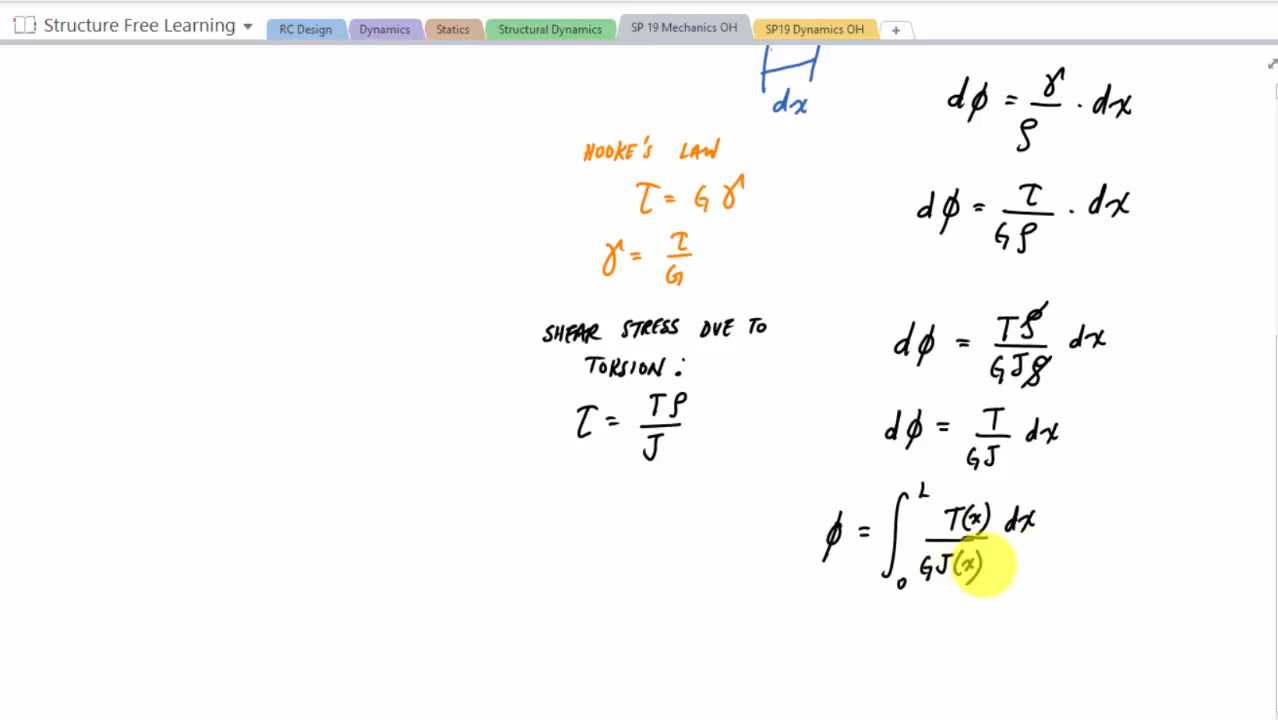 Structure Free Learning
RC Design
Dynamics
Statics
Structural Dynamics
SP 19 Mechanics OH
SP19 Dynamics OH
+
dx
HOOKE'S LAW
τ = G γ
γ = τ / G
SHEAR STRESS DUE TO
TORSION:
τ = Tρ / J
dϕ = γ / ρ · dx
dϕ = τ / Gρ · dx
dϕ = Tρ / GJρ dx
dϕ = T / GJ dx
ϕ = ∫₀ᴸ T(x) / GJ(x) dx